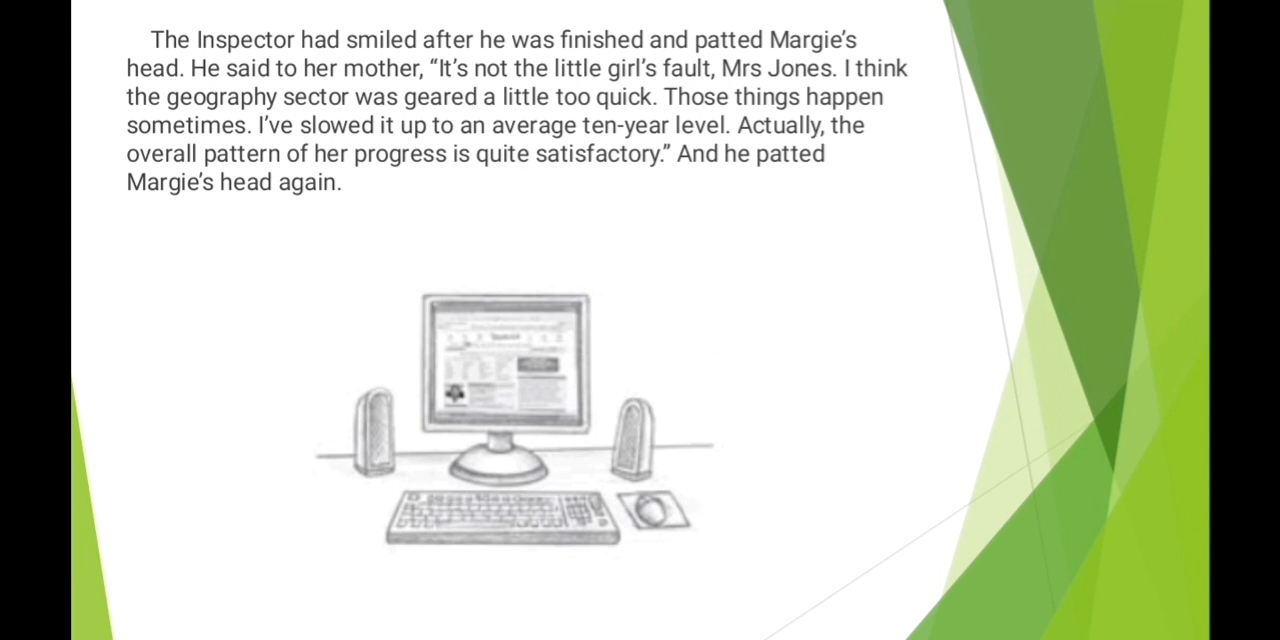 The Inspector had smiled after he was finished and patted Margie’s
head. He said to her mother, “It’s not the little girl’s fault, Mrs Jones. I think
the geography sector was geared a little too quick. Those things happen
sometimes. I’ve slowed it up to an average ten-year level. Actually, the
overall pattern of her progress is quite satisfactory.” And he patted
Margie’s head again.